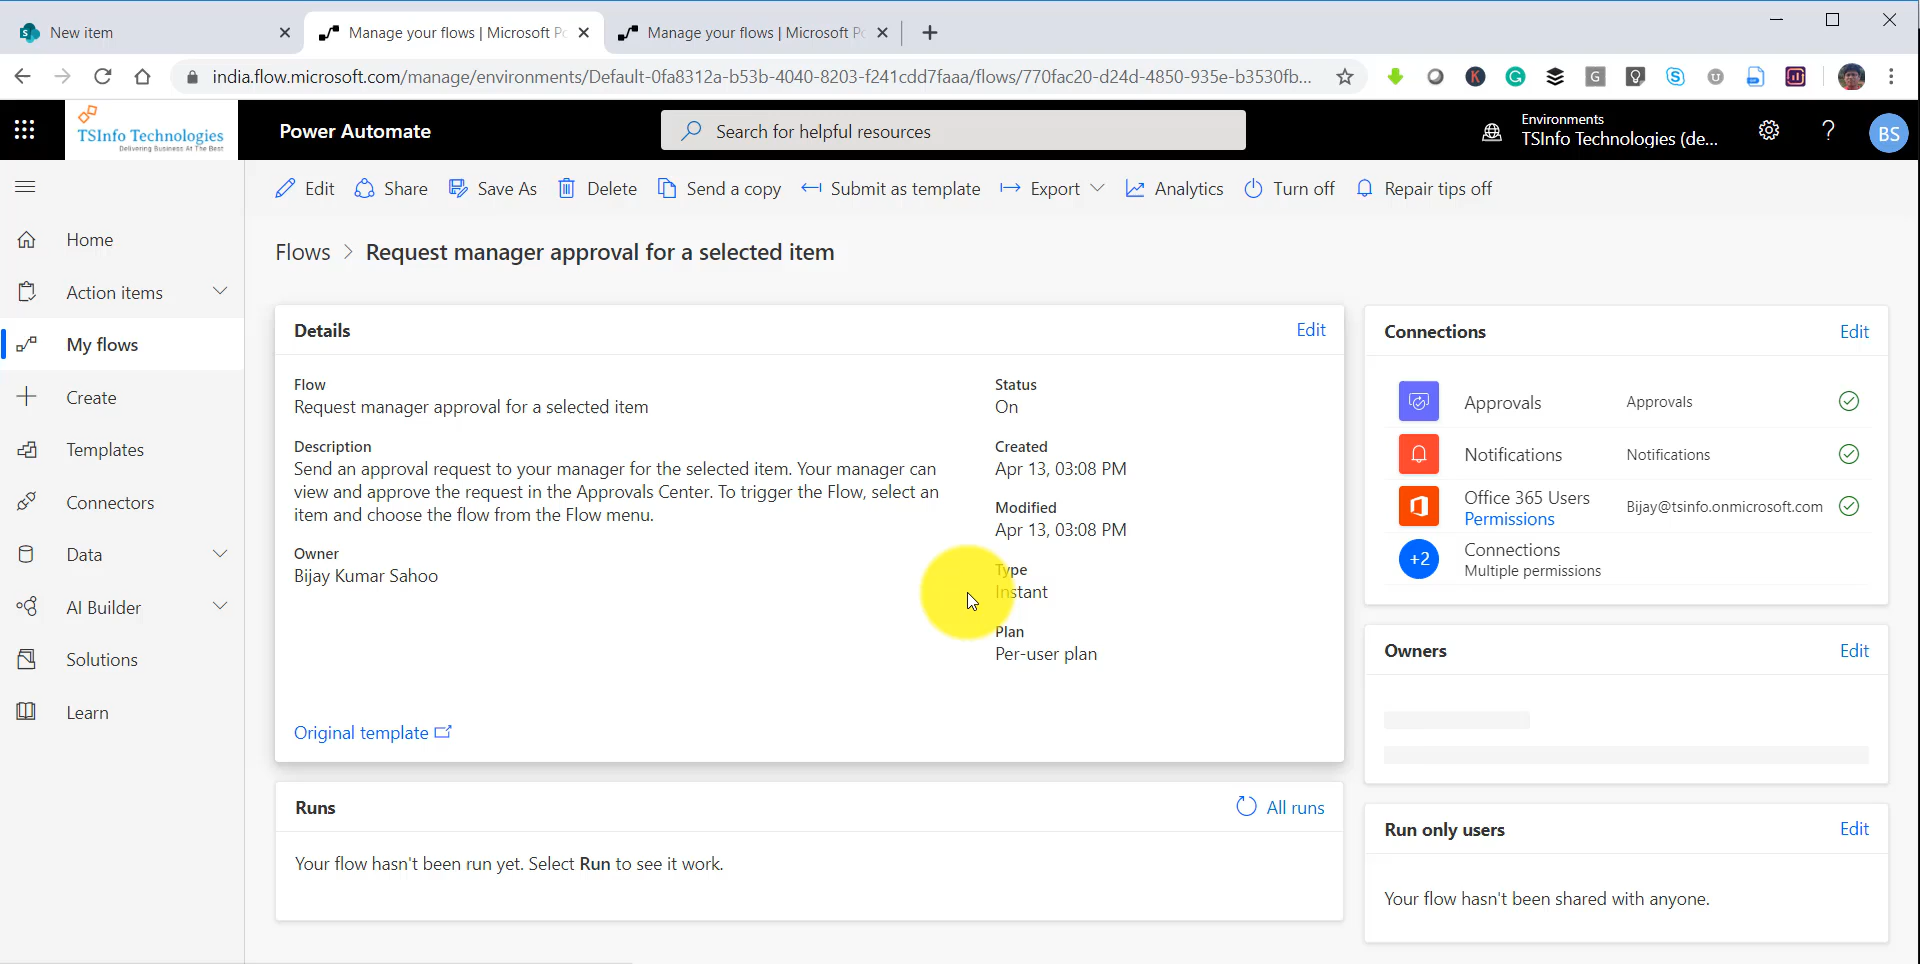 New item
Manage your flows | Microsoft Po
Manage your flows | Microsoft Po
india.flow.microsoft.com/manage/environments/Default-0fa8312a-b53b-4040-8203-f241cdd7faaa/flows/770fac20-d24d-4850-935e-b3530fb...
TSInfo Technologies
Delivering Business At The Best
Power Automate
Search for helpful resources
Environments
TSInfo Technologies (de...
?
BS
Edit
Share
Save As
Delete
Send a copy
Submit as template
Export
Analytics
Turn off
Repair tips off
Home
Action items
My flows
Create
Templates
Connectors
Data
AI Builder
Solutions
Learn
Flows > Request manager approval for a selected item
Details
Edit
Flow
Request manager approval for a selected item
Description
Send an approval request to your manager for the selected item. Your manager can
view and approve the request in the Approvals Center. To trigger the Flow, select an
item and choose the flow from the Flow menu.
Owner
Bijay Kumar Sahoo
Status
On
Created
Apr 13, 03:08 PM
Modified
Apr 13, 03:08 PM
Type
Instant
Plan
Per-user plan
Original template
Runs
All runs
Your flow hasn't been run yet. Select Run to see it work.
Connections
Edit
Approvals
Approvals
Notifications
Notifications
Office 365 Users
Permissions
Bijay@tsinfo.onmicrosoft.com
+2
Connections
Multiple permissions
Owners
Edit
Run only users
Edit
Your flow hasn't been shared with anyone.